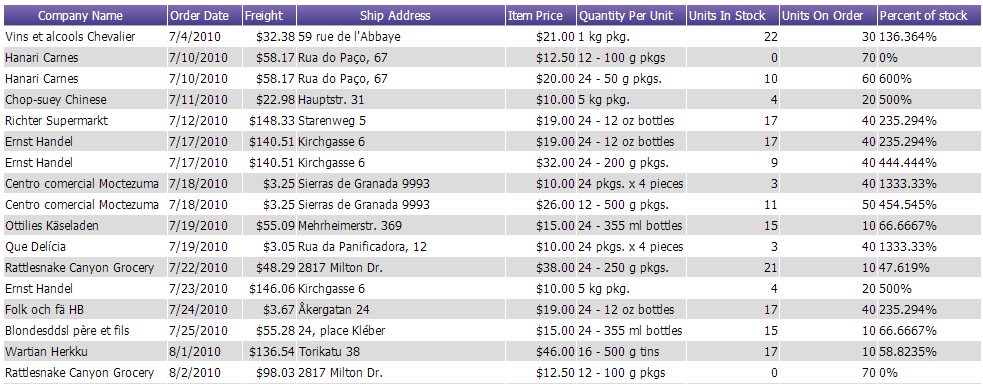 Company Name Order Date Freight Ship Address Item Price Quantity Per Unit Units In Stock Units On Order Percent of stock
Vins et alcools Chevalier 7/4/2010 $32.38 59 rue de l'Abbaye $21.00 1 kg pkg. 22 30 136.364%
Hanari Carnes 7/10/2010 $58.17 Rua do Paço, 67 $12.50 12 - 100 g pkgs 0 70 0%
Hanari Carnes 7/10/2010 $58.17 Rua do Paço, 67 $20.00 24 - 50 g pkgs. 10 60 600%
Chop-suey Chinese 7/11/2010 $22.98 Hauptstr. 31 $10.00 5 kg pkg. 4 20 500%
Richter Supermarkt 7/12/2010 $148.33 Starenweg 5 $19.00 24 - 12 oz bottles 17 40 235.294%
Ernst Handel 7/17/2010 $140.51 Kirchgasse 6 $19.00 24 - 12 oz bottles 17 40 235.294%
Ernst Handel 7/17/2010 $140.51 Kirchgasse 6 $32.00 24 - 200 g pkgs. 9 40 444.444%
Centro comercial Moctezuma 7/18/2010 $3.25 Sierras de Granada 9993 $10.00 24 pkgs. x 4 pieces 3 40 1333.33%
Centro comercial Moctezuma 7/18/2010 $3.25 Sierras de Granada 9993 $26.00 12 - 500 g pkgs. 11 50 454.545%
Ottilies Käseladen 7/19/2010 $55.09 Mehrheimerstr. 369 $15.00 24 - 355 ml bottles 15 10 66.6667%
Que Delícia 7/19/2010 $3.05 Rua da Panificadora, 12 $10.00 24 pkgs. x 4 pieces 3 40 1333.33%
Rattlesnake Canyon Grocery 7/22/2010 $48.29 2817 Milton Dr. $38.00 24 - 250 g pkgs. 21 10 47.619%
Ernst Handel 7/23/2010 $146.06 Kirchgasse 6 $10.00 5 kg pkg. 4 20 500%
Folk och fä HB 7/24/2010 $3.67 Åkergatan 24 $19.00 24 - 12 oz bottles 17 40 235.294%
Blondesddsl père et fils 7/25/2010 $55.28 24, place Kléber $15.00 24 - 355 ml bottles 15 10 66.6667%
Wartian Herkku 8/1/2010 $136.54 Torikatu 38 $46.00 16 - 500 g tins 17 10 58.8235%
Rattlesnake Canyon Grocery 8/2/2010 $98.03 2817 Milton Dr. $12.50 12 - 100 g pkgs 0 70 0%